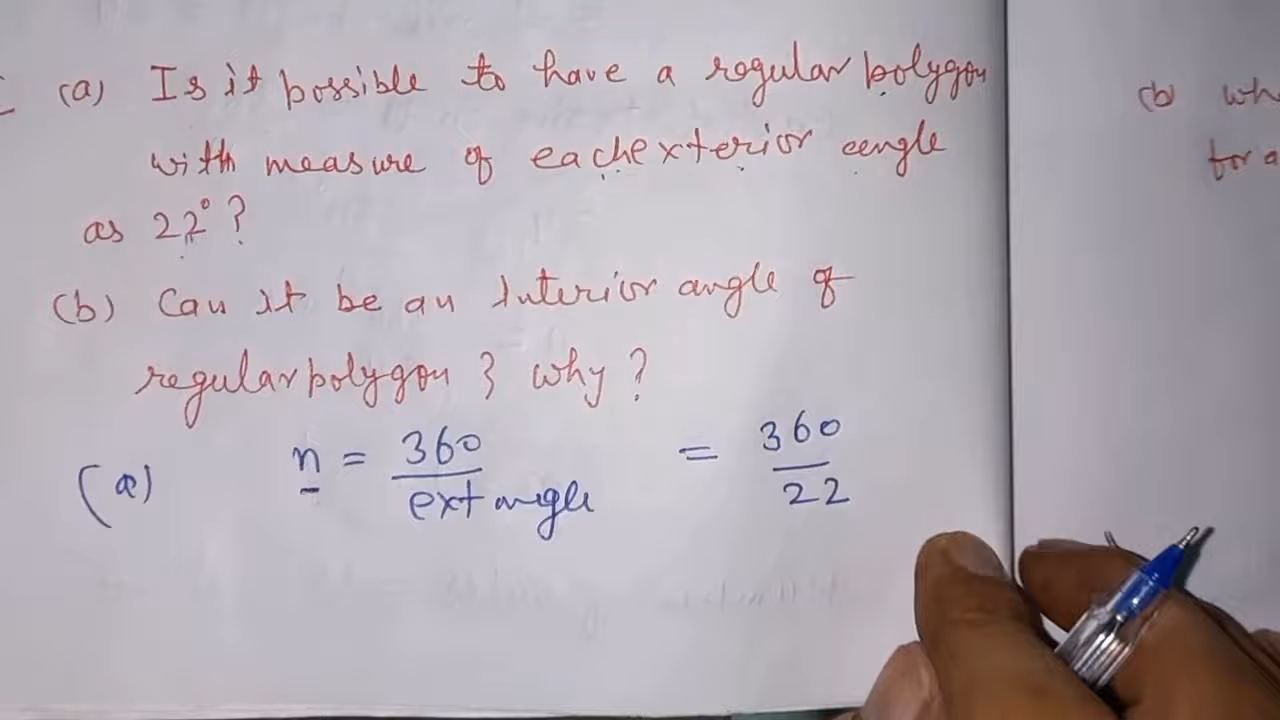 (a) Is it possible to have a regular polygon
with measure of each exterior angle
as 22° ?
(b) Can it be an Interior angle of
regular polygon ? why ?
(a) n = 360 / ext angle = 360 / 22
(b)
for a